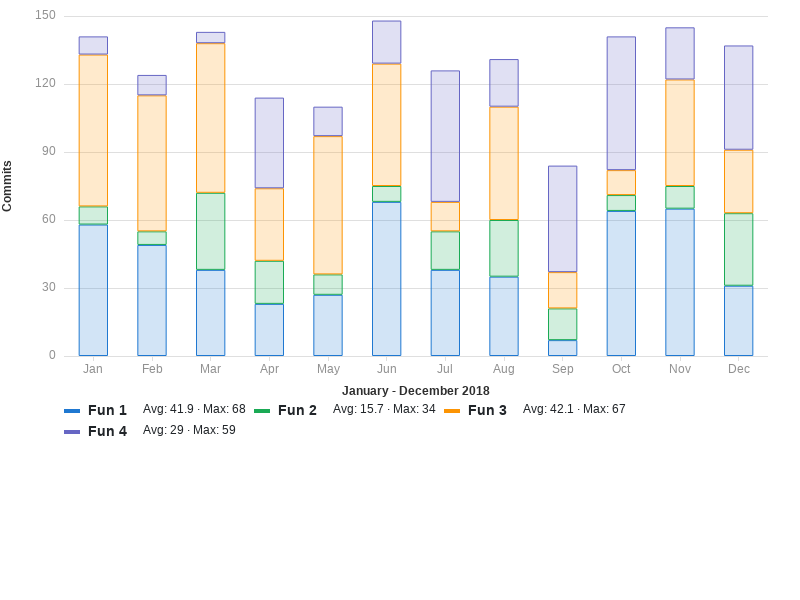 150
120
90
60
30
0
Commits
Jan Feb Mar Apr May Jun Jul Aug Sep Oct Nov Dec
January - December 2018
Fun 1 Avg: 41.9 · Max: 68 Fun 2 Avg: 15.7 · Max: 34 Fun 3 Avg: 42.1 · Max: 67
Fun 4 Avg: 29 · Max: 59